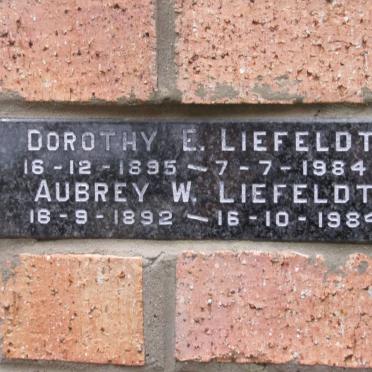 DOROTHY E. LIEFELDT
16-12-1895 - 7-7-1984
AUBREY W. LIEFELDT
18-9-1892 - 16-10-1984